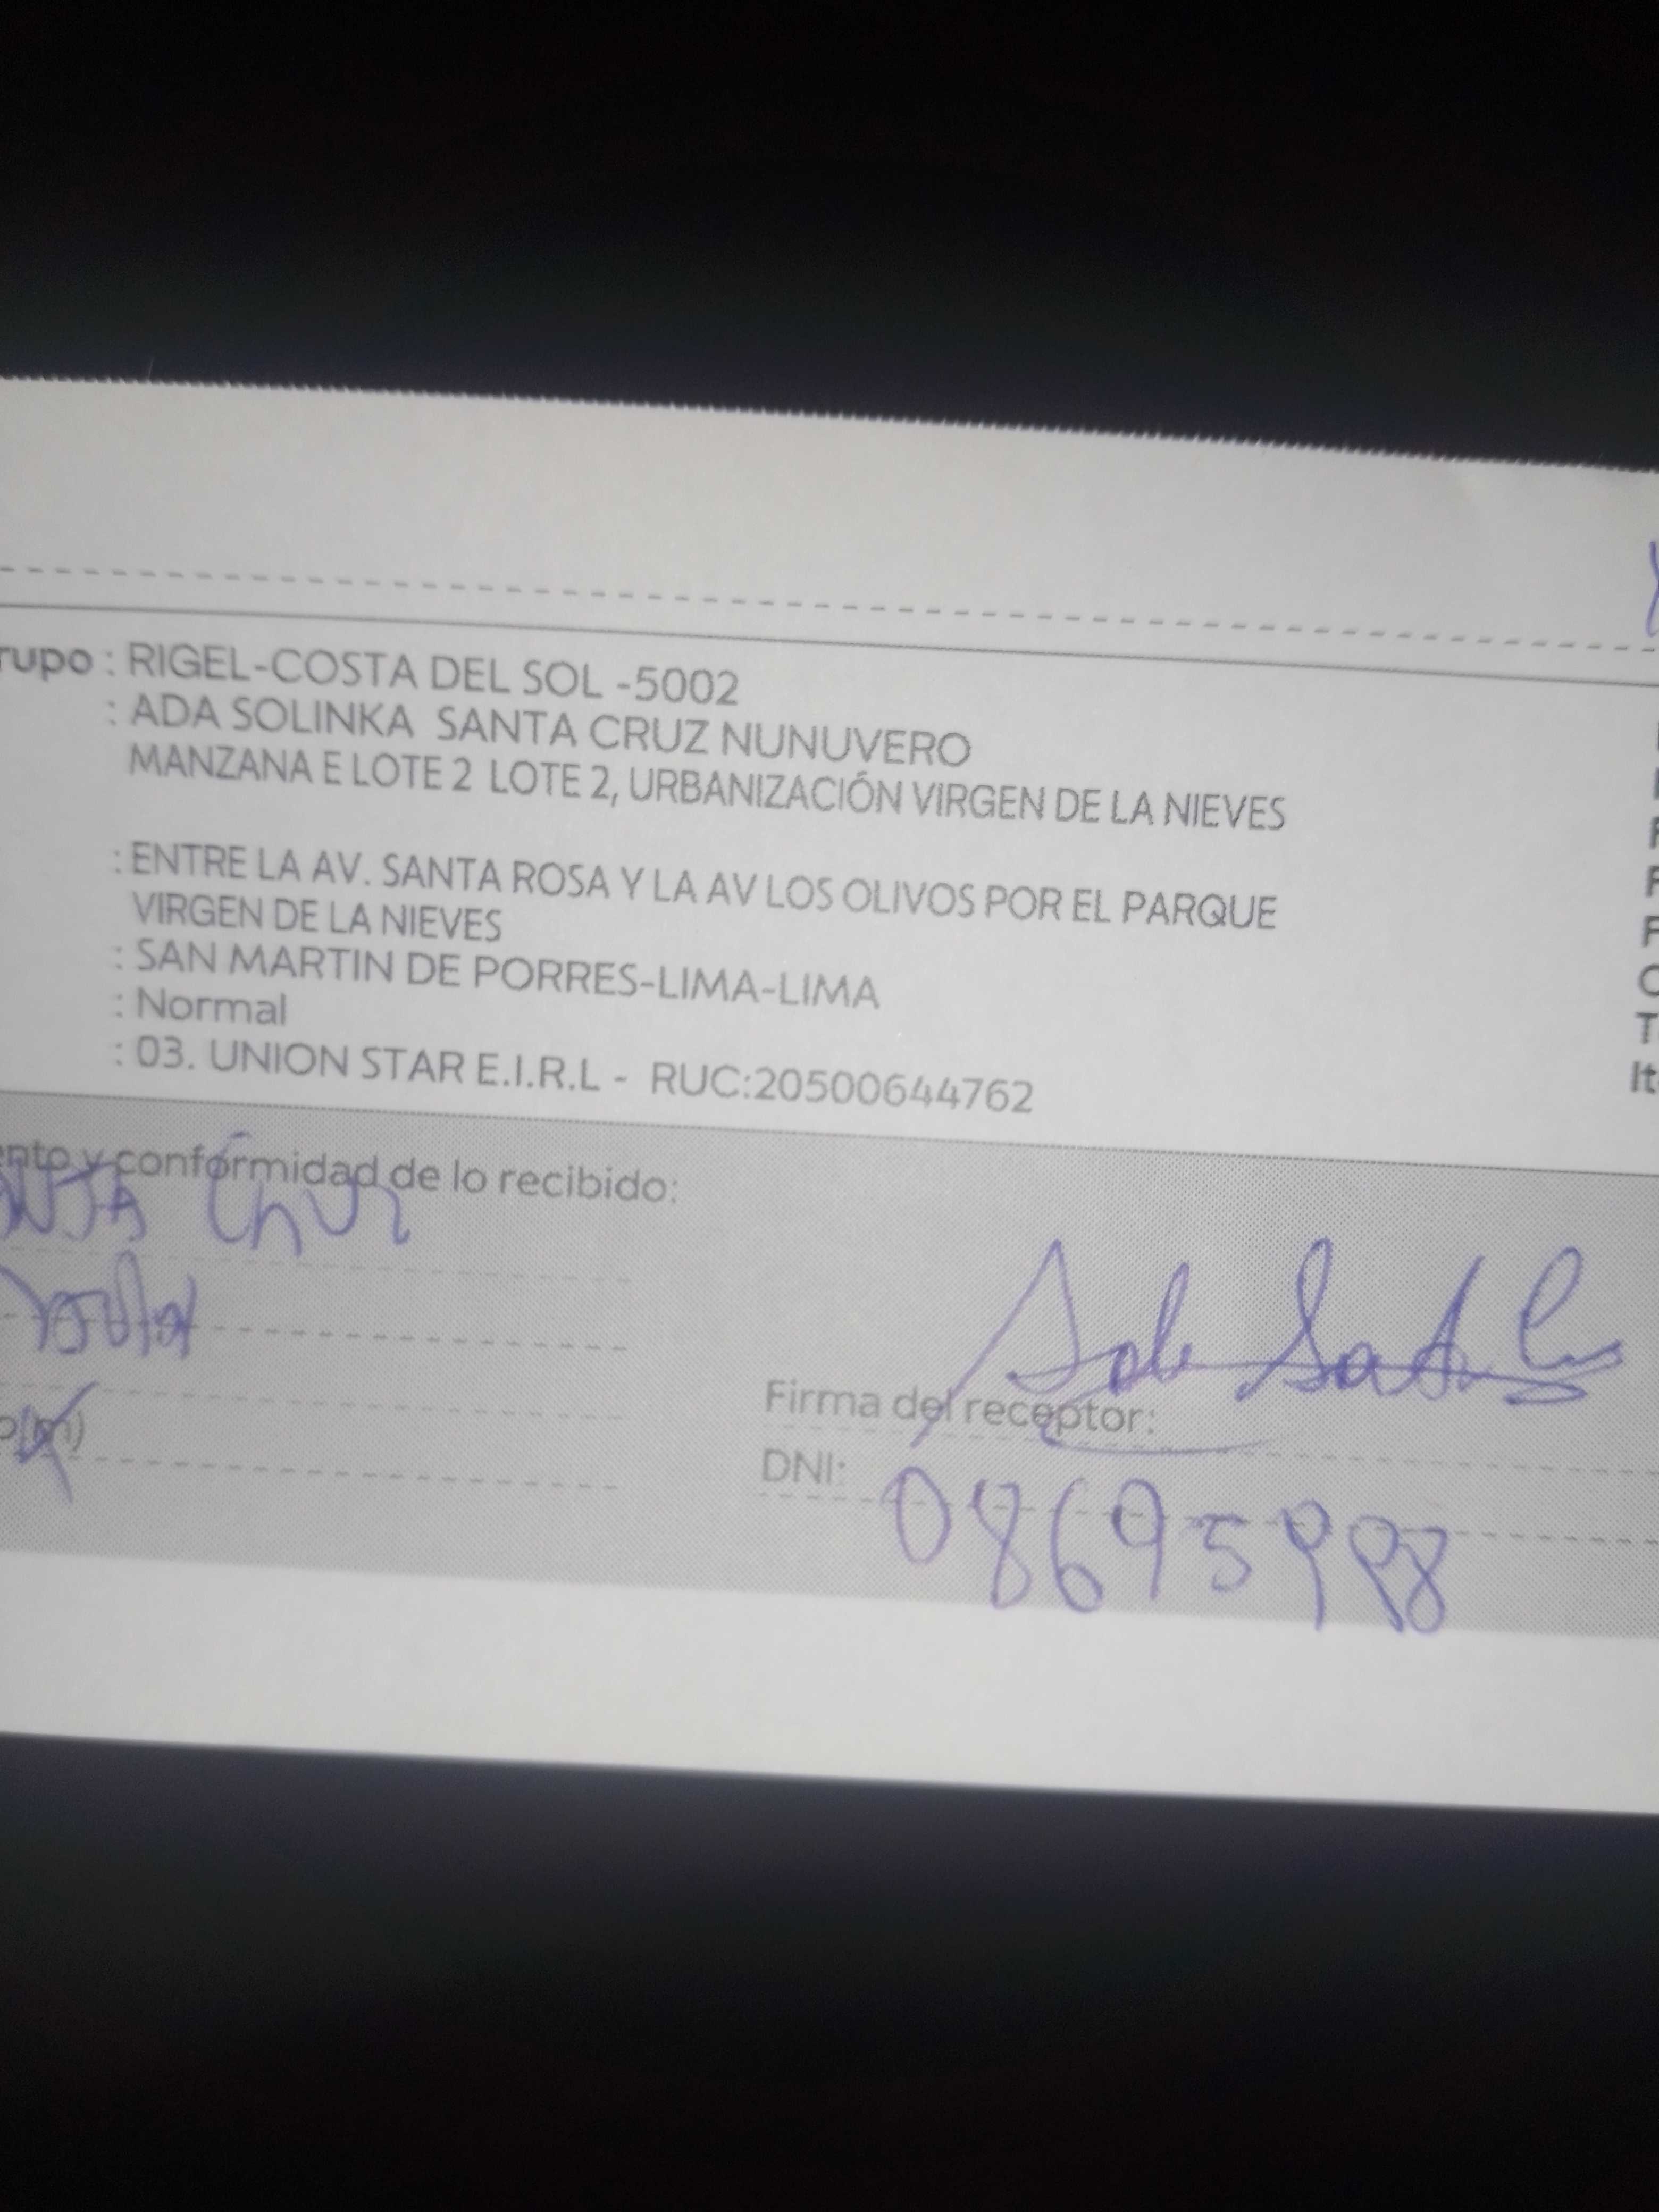 rupo : RIGEL-COSTA DEL SOL -5002
: ADA SOLINKA SANTA CRUZ NUNUVERO
MANZANA E LOTE 2 LOTE 2, URBANIZACIÓN VIRGEN DE LA NIEVES
: ENTRE LA AV. SANTA ROSA Y LA AV LOS OLIVOS POR EL PARQUE
VIRGEN DE LA NIEVES
: SAN MARTIN DE PORRES-LIMA-LIMA
: Normal
: 03. UNION STAR E.I.R.L - RUC:20500644762
It
ento y conformidad de lo recibido:
Firma del receptor:
DNI: 08695998